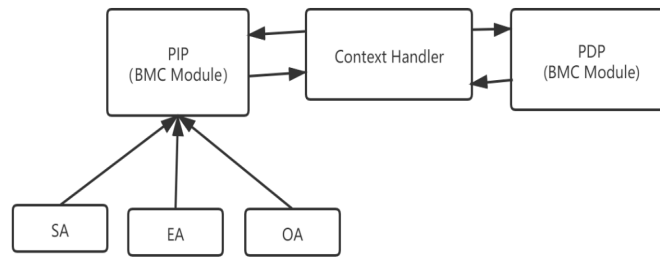 PIP
(BMC Module)
Context Handler
PDP
(BMC Module)
SA
EA
OA